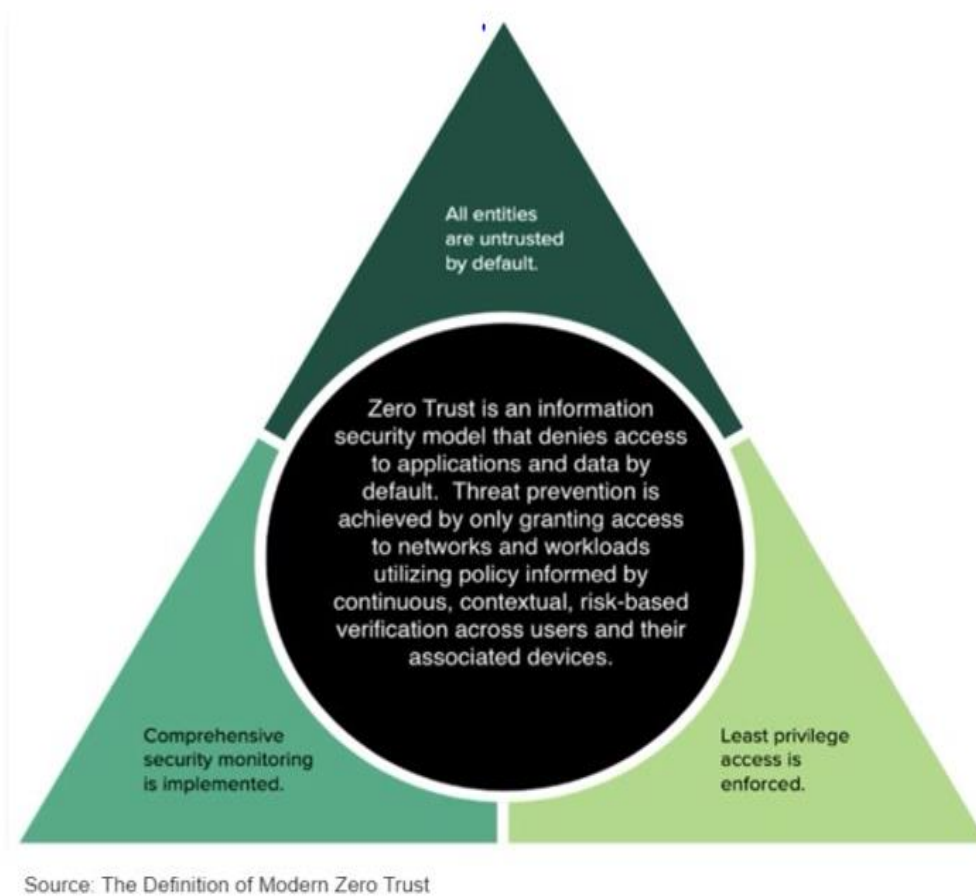 All entities
are untrusted
by default.
Zero Trust is an information
security model that denies access
to applications and data by
default.  Threat prevention is
achieved by only granting access
to networks and workloads
utilizing policy informed by
continuous, contextual, risk-based
verification across users and their
associated devices.
Comprehensive
security monitoring
is implemented.
Least privilege
access is
enforced.
Source: The Definition of Modern Zero Trust